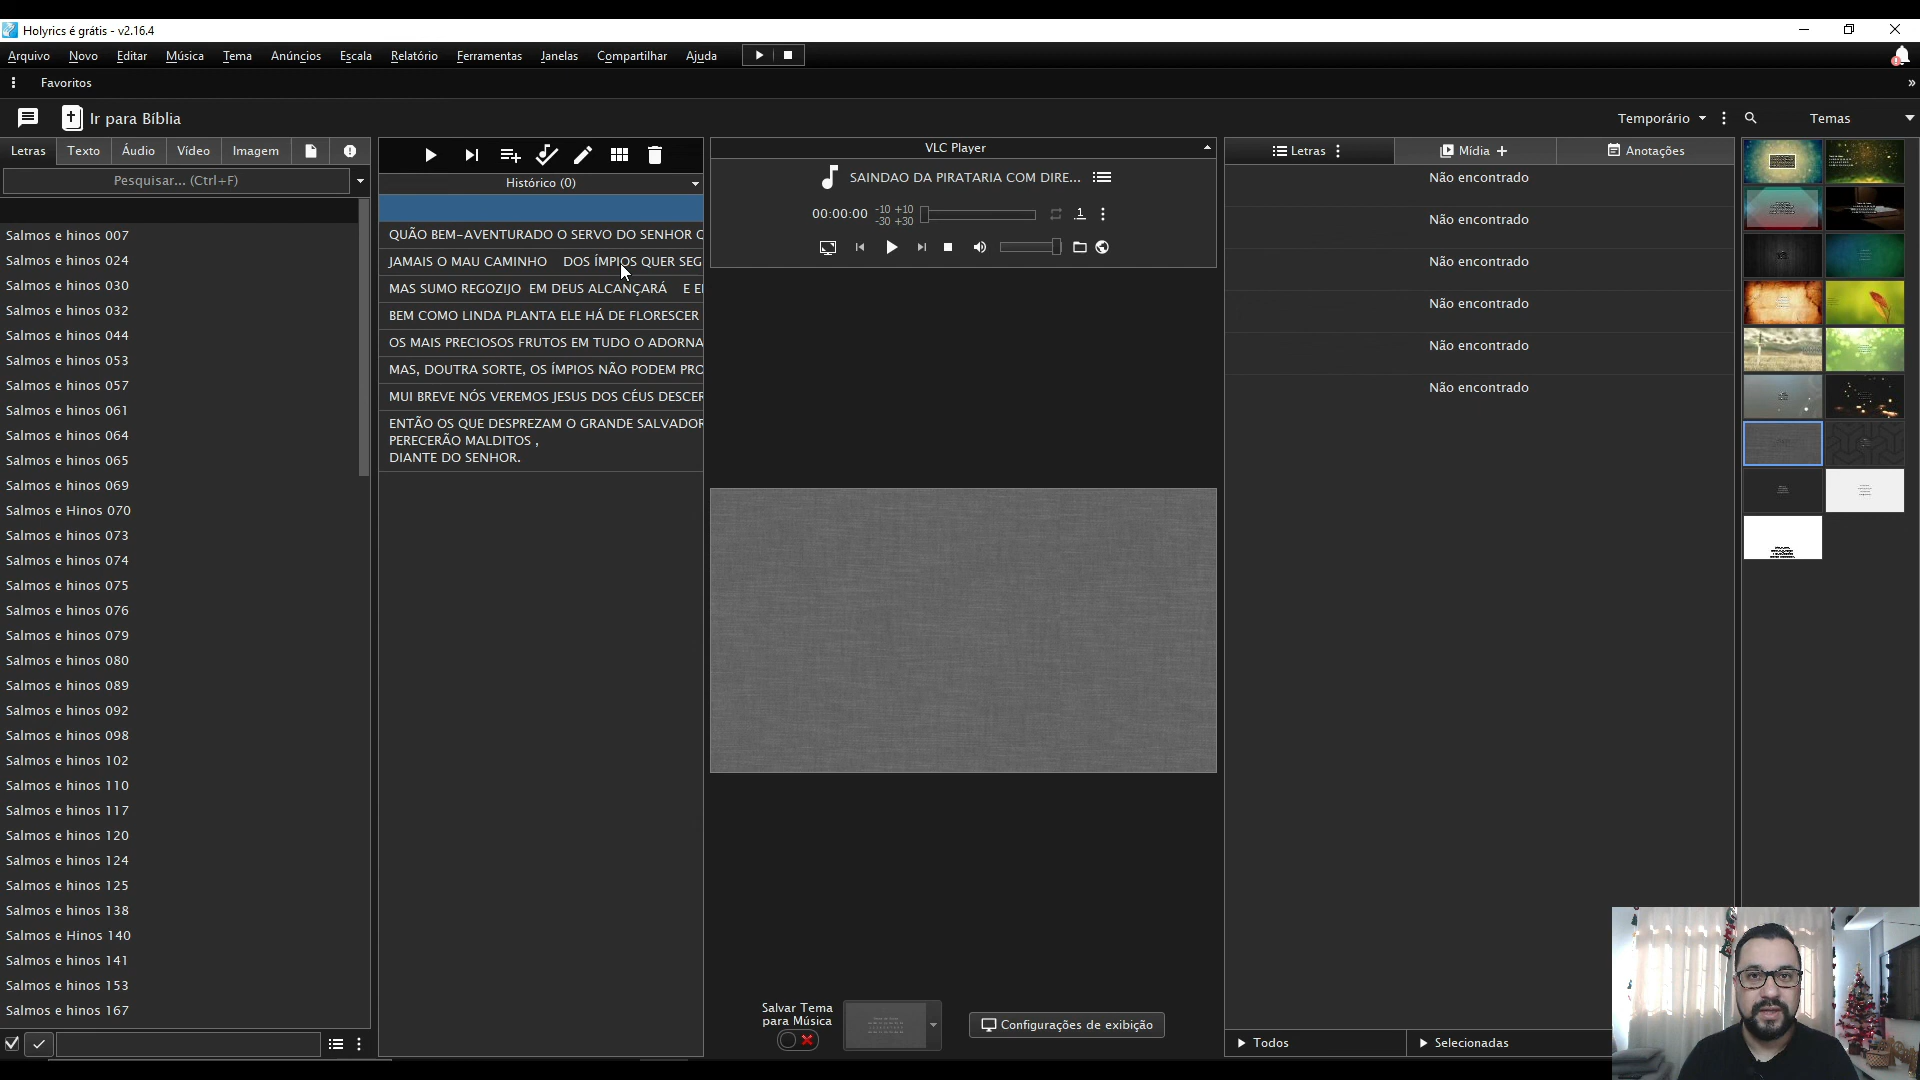 Holyrics é grátis - v2.16.4
Arquivo Novo Editar Música Tema Anúncios Escala Relatório Ferramentas Janelas Compartilhar Ajuda
Favoritos
Ir para Bíblia
Temporário
Temas
Letras Texto Áudio Vídeo Imagem
Pesquisar... (Ctrl+F)
Salmos e hinos 007
Salmos e hinos 024
Salmos e hinos 030
Salmos e hinos 032
Salmos e hinos 044
Salmos e hinos 053
Salmos e hinos 057
Salmos e hinos 061
Salmos e hinos 064
Salmos e hinos 065
Salmos e hinos 069
Salmos e Hinos 070
Salmos e hinos 073
Salmos e hinos 074
Salmos e hinos 075
Salmos e hinos 076
Salmos e hinos 079
Salmos e hinos 080
Salmos e hinos 089
Salmos e hinos 092
Salmos e hinos 098
Salmos e hinos 102
Salmos e hinos 110
Salmos e hinos 117
Salmos e hinos 120
Salmos e hinos 124
Salmos e hinos 125
Salmos e hinos 138
Salmos e Hinos 140
Salmos e hinos 141
Salmos e hinos 153
Salmos e hinos 167
Histórico (0)
QUÃO BEM-AVENTURADO O SERVO DO SENHOR
JAMAIS O MAU CAMINHO DOS ÍMPIOS QUER SEG
MAS SUMO REGOZIJO EM DEUS ALCANÇARÁ E
BEM COMO LINDA PLANTA ELE HÁ DE FLORESCER
OS MAIS PRECIOSOS FRUTOS EM TUDO O ADORNA
MAS, DOUTRA SORTE, OS ÍMPIOS NÃO PODEM PRO
MUI BREVE NÓS VEREMOS JESUS DOS CÉUS DESCER
ENTÃO OS QUE DESPREZAM O GRANDE SALVADOR
PERECERÃO MALDITOS ,
DIANTE DO SENHOR.
VLC Player
SAINDAO DA PIRATARIA COM DIRE...
00:00:00 -10 +10
-30 +30
1
Salvar Tema
para Música
Configurações de exibição
Letras Mídia Anotações
Não encontrado
Não encontrado
Não encontrado
Não encontrado
Não encontrado
Não encontrado
Todos
Selecionadas